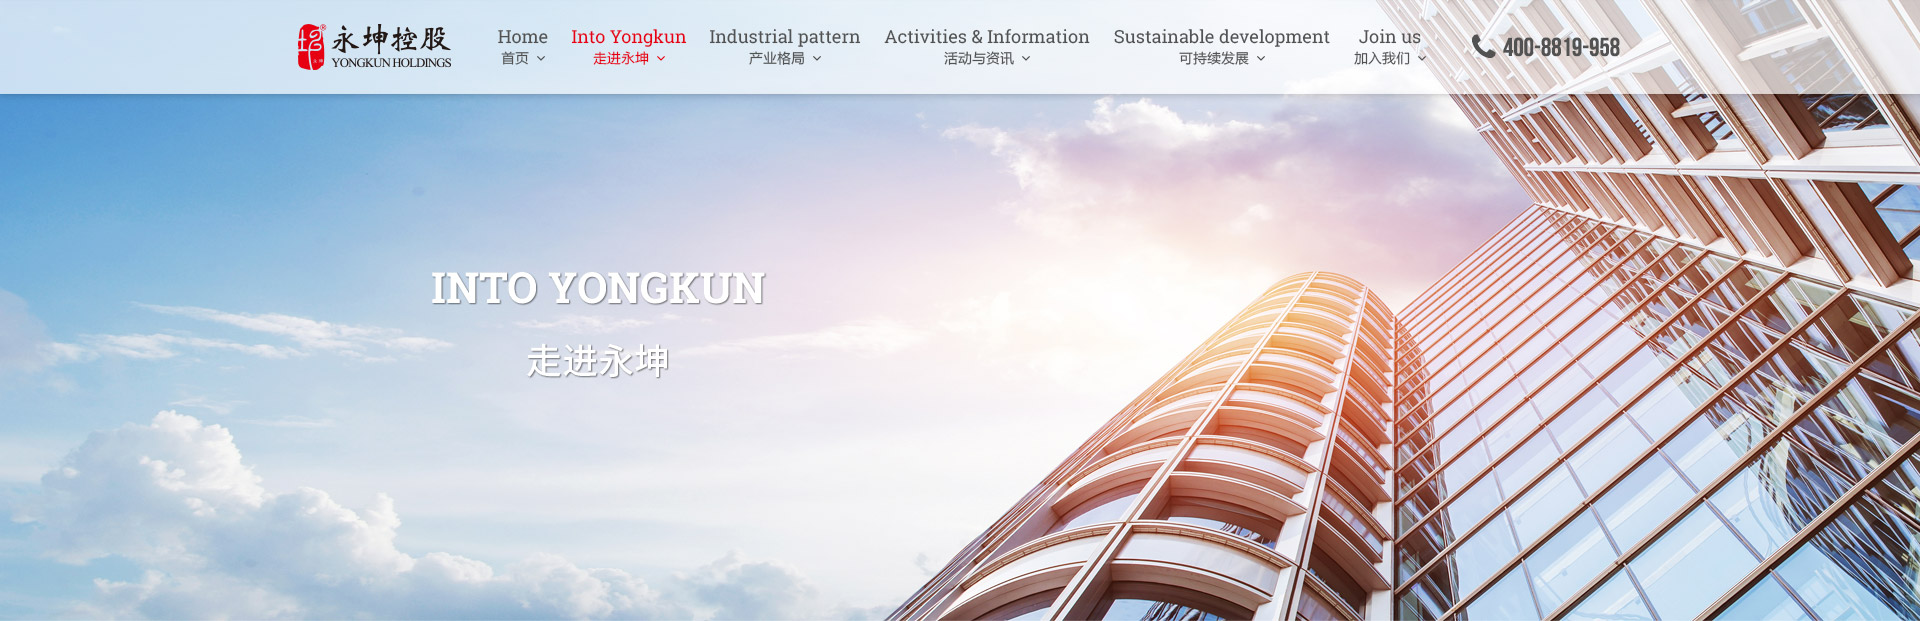 永坤控股
YONGKUN HOLDINGS
Home
首页
Into Yongkun
走进永坤
Industrial pattern
产业格局
Activities & Information
活动与资讯
Sustainable development
可持续发展
Join us
加入我们
400-8819-958
INTO YONGKUN
走进永坤